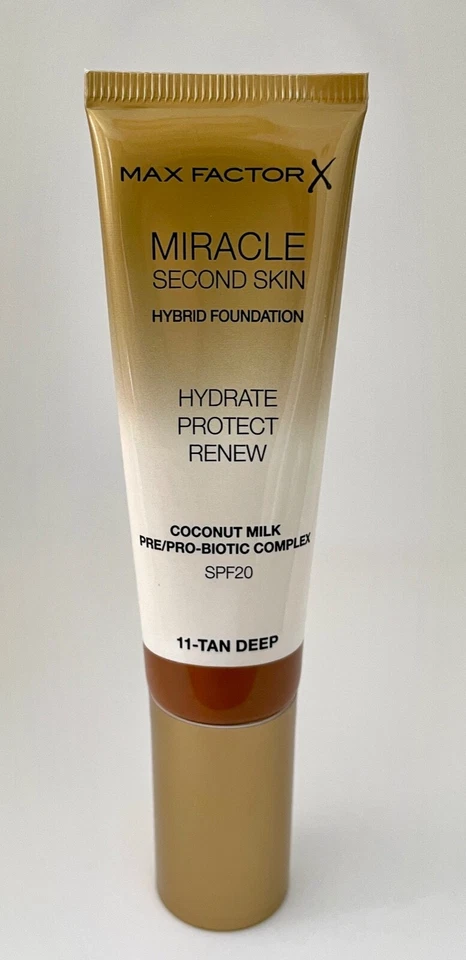 MAX FACTOR X
MIRACLE
SECOND SKIN
HYBRID FOUNDATION
HYDRATE
PROTECT
RENEW
COCONUT MILK
PRE/PRO-BIOTIC COMPLEX
SPF20
11-TAN DEEP